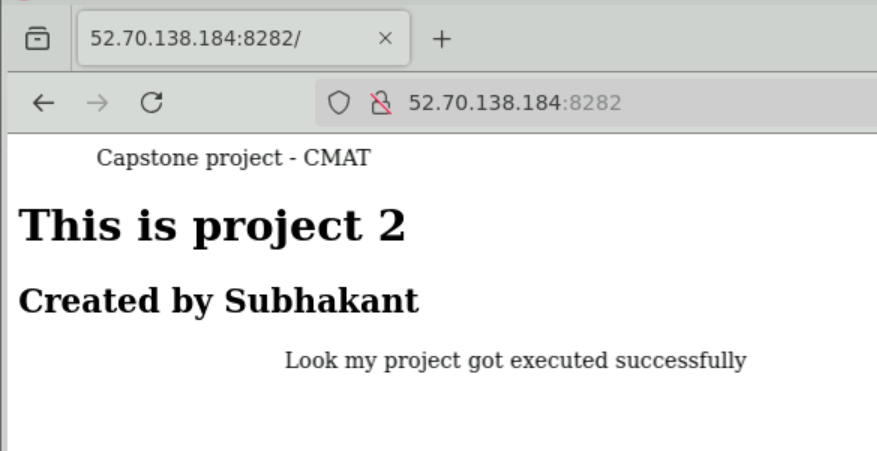 52.70.138.184:8282/
52.70.138.184:8282
Capstone project - CMAT
This is project 2
Created by Subhakant
Look my project got executed successfully